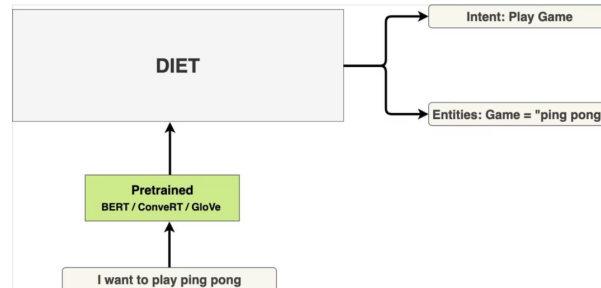 Intent: Play Game
DIET
Entities: Game = "ping pong
Pretrained
BERT / ConveRT / GloVe
I want to play ping pong